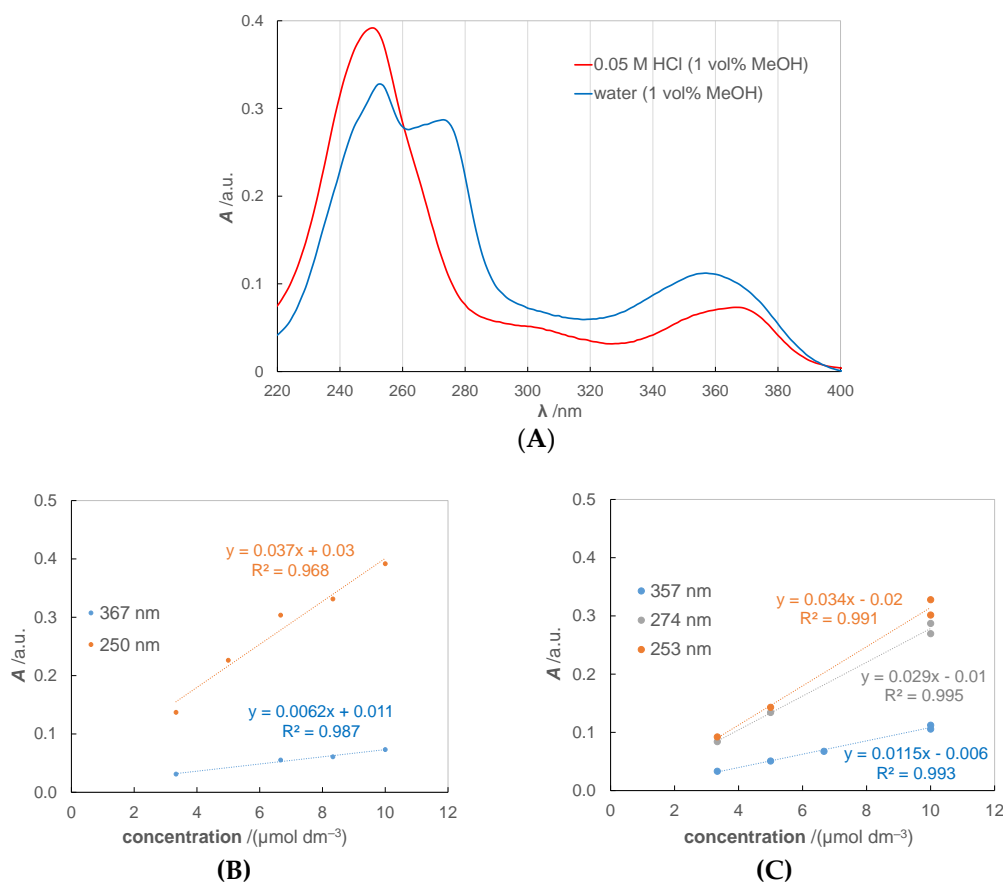 0.4
0.3
0.2
0.1
0
A /a.u.
0.05 M HCl (1 vol% MeOH)
water (1 vol% MeOH)
220 240 260 280 300 320 340 360 380 400
λ /nm
(A)
0.5
0.4
0.3
0.2
0.1
0.0
A /a.u.
y = 0.037x + 0.03
R² = 0.968
367 nm
250 nm
y = 0.0062x + 0.011
R² = 0.987
0 2 4 6 8 10 12
concentration /(μmol dm⁻³)
(B)
0.5
0.4
0.3
0.2
0.1
0.0
A /a.u.
357 nm
274 nm
253 nm
y = 0.034x - 0.02
R² = 0.991
y = 0.029x - 0.01
R² = 0.995
y = 0.0115x - 0.006
R² = 0.993
0 2 4 6 8 10 12
concentration /(μmol dm⁻³)
(C)